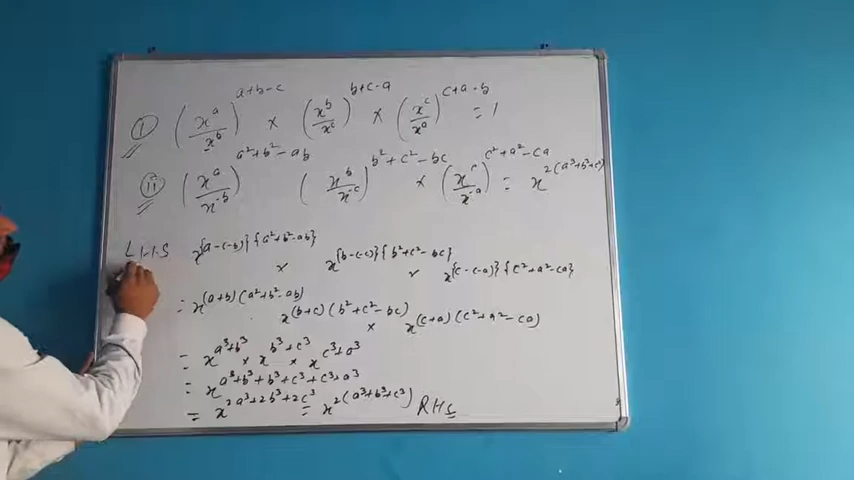 (i) (x^a/x^b)^(a+b-c) × (x^b/x^c)^(b+c-a) × (x^c/x^a)^(c+a-b) = 1
(ii) (x^a/x^-b)^(a²+b²-ab) (x^b/x^-c)^(b²+c²-bc) × (x^c/x^-a)^(c²+a²-ca) = x^2(a³+b³+c³)
L.H.S x^{a-(-b)}{a²+b²-ab} × x^{b-(-c)}{b²+c²-bc} × x^{c-(-a)}{c²+a²-ca}
= x^(a+b)(a²+b²-ab) · x^(b+c)(b²+c²-bc) × x^(c+a)(c²+a²-ca)
= x^a³+b³ × x^b³+c³ × x^c³+a³
= x^a³+b³+b³+c³+c³+a³
= x^2a³+2b³+2c³ = x^2(a³+b³+c³) RHS